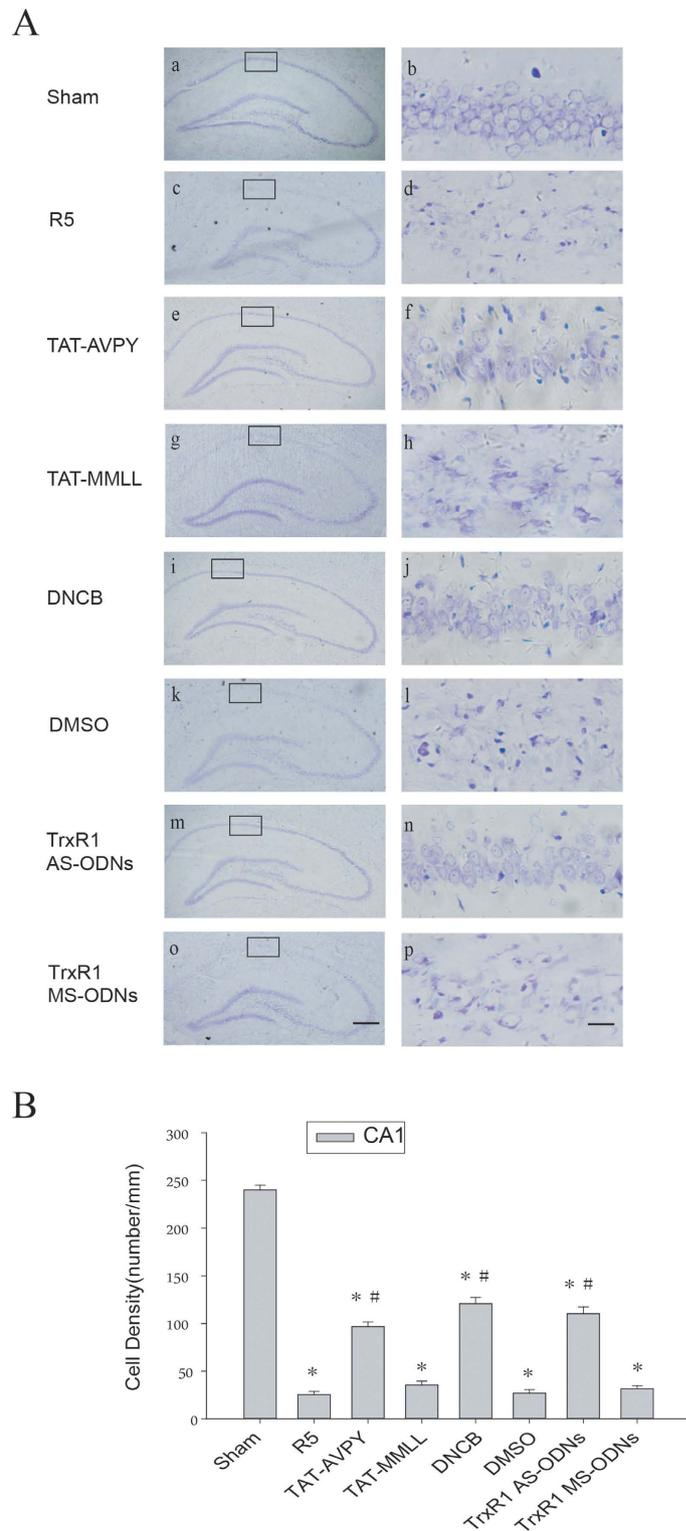 A
Sham
a
b
R5
c
d
TAT-AVPY
e
f
TAT-MMLL
g
h
DNCB
i
j
DMSO
k
l
TrxR1
AS-ODNs
m
n
TrxR1
MS-ODNs
o
p
B
CA1
Cell Density(number/mm)
300
250
200
150
100
50
0
*
* #
*
* #
*
* #
*
Sham
R5
TAT-AVPY
TAT-MMLL
DNCB
DMSO
TrxR1 AS-ODNs
TrxR1 MS-ODNs